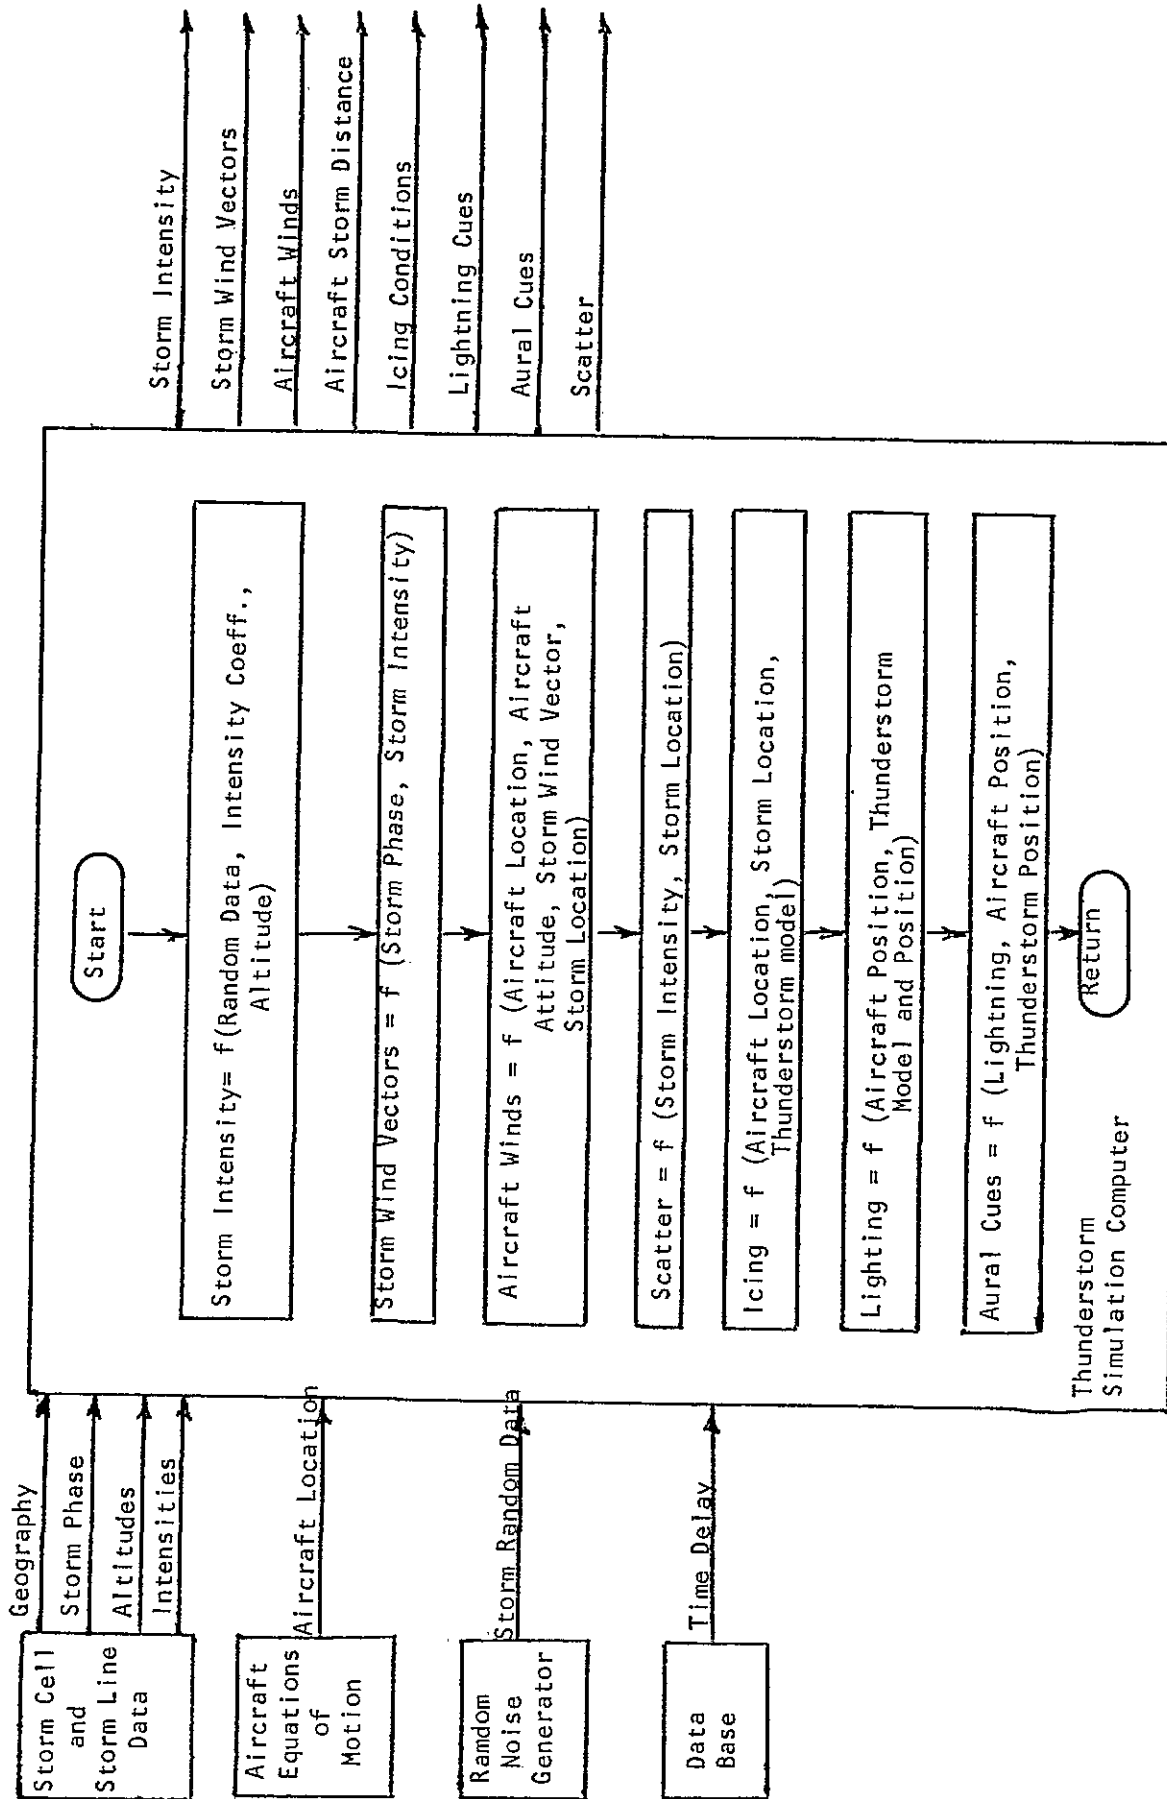 Storm Cell
and
Storm Line
Data
Geography
Storm Phase
Altitudes
Intensities
Aircraft
Equations
of
Motion
Aircraft Location
Ramdom
Noise
Generator
Storm Random Data
Data
Base
Time Delay
Start
Storm Intensity= f(Random Data, Intensity Coeff.,
Altitude)
Storm Wind Vectors = f (Storm Phase, Storm Intensity)
Aircraft Winds = f (Aircraft Location, Aircraft
Attitude, Storm Wind Vector,
Storm Location)
Scatter = f (Storm Intensity, Storm Location)
Icing = f (Aircraft Location, Storm Location,
Thunderstorm model)
Lighting = f (Aircraft Position, Thunderstorm
Model and Position)
Aural Cues = f (Lightning, Aircraft Position,
Thunderstorm Position)
Return
Thunderstorm
Simulation Computer
Storm Intensity
Storm Wind Vectors
Aircraft Winds
Aircraft Storm Distance
Icing Conditions
Lightning Cues
Aural Cues
Scatter